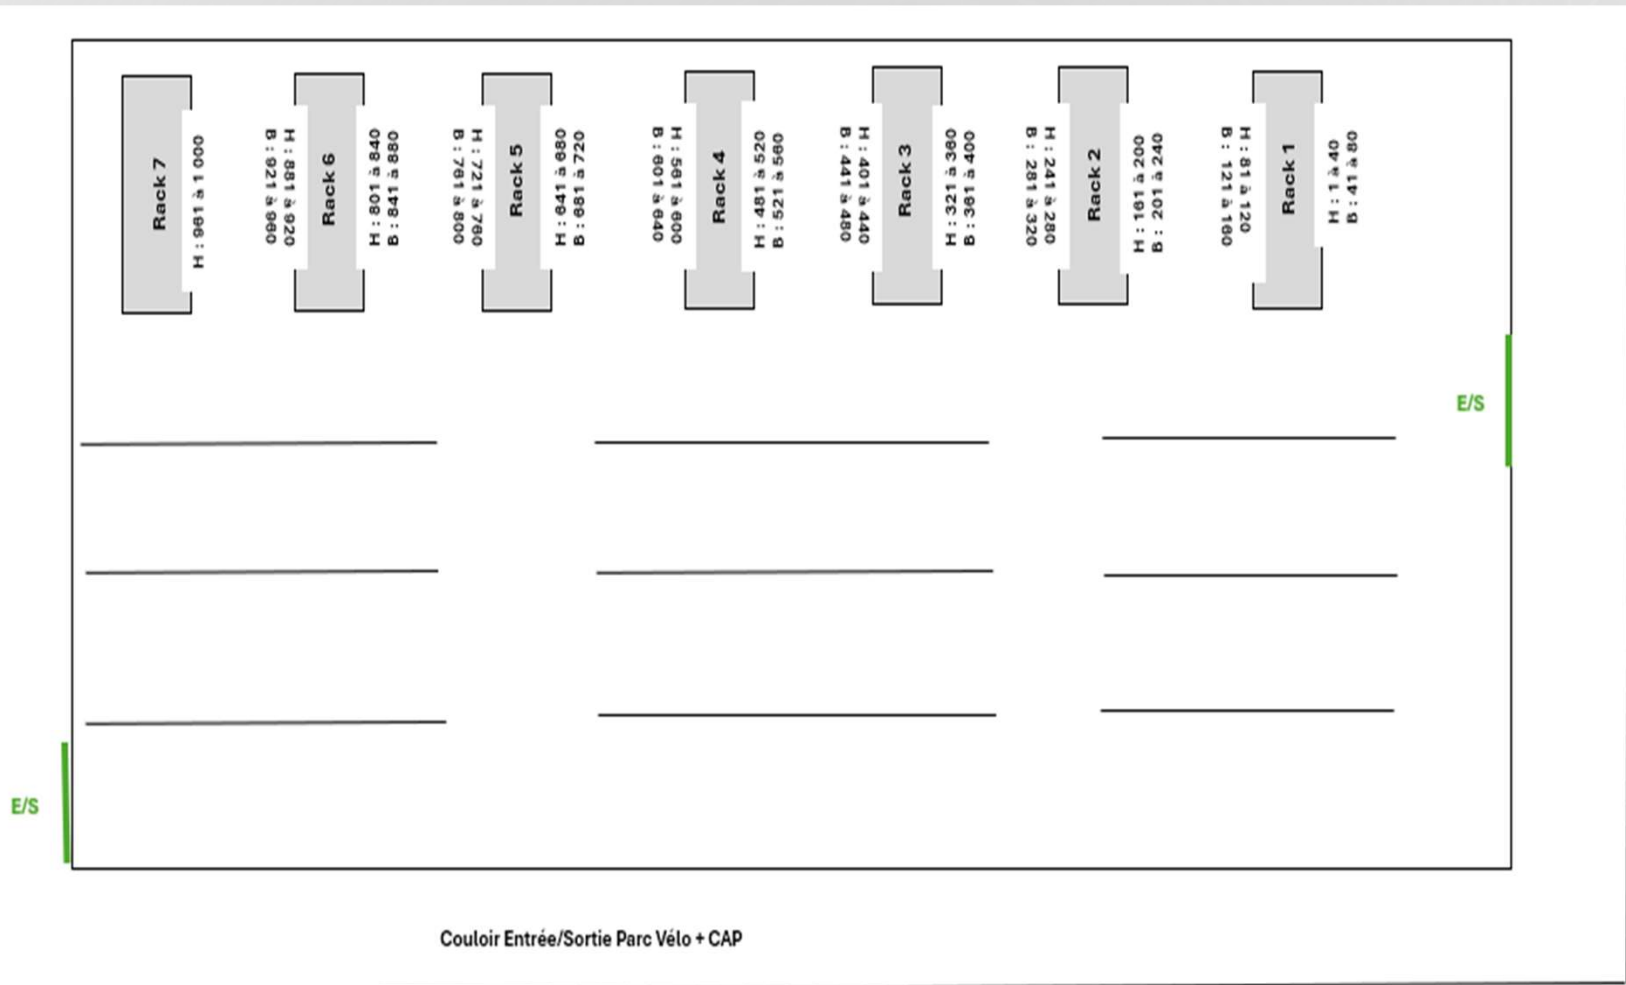 Rack 7
H : 961 à 1 000
B : 921 à 960
H : 881 à 920
Rack 6
H : 801 à 840
B : 841 à 880
B : 761 à 800
H : 721 à 760
Rack 5
H : 641 à 680
B : 681 à 720
B : 601 à 640
H : 561 à 600
Rack 4
H : 481 à 520
B : 521 à 560
B : 441 à 480
H : 401 à 440
Rack 3
H : 321 à 360
B : 361 à 400
B : 281 à 320
H : 241 à 280
Rack 2
H : 161 à 200
B : 201 à 240
B : 121 à 160
H : 81 à 120
Rack 1
H : 1 à 40
B : 41 à 80
E/S
E/S
Couloir Entrée/Sortie Parc Vélo + CAP